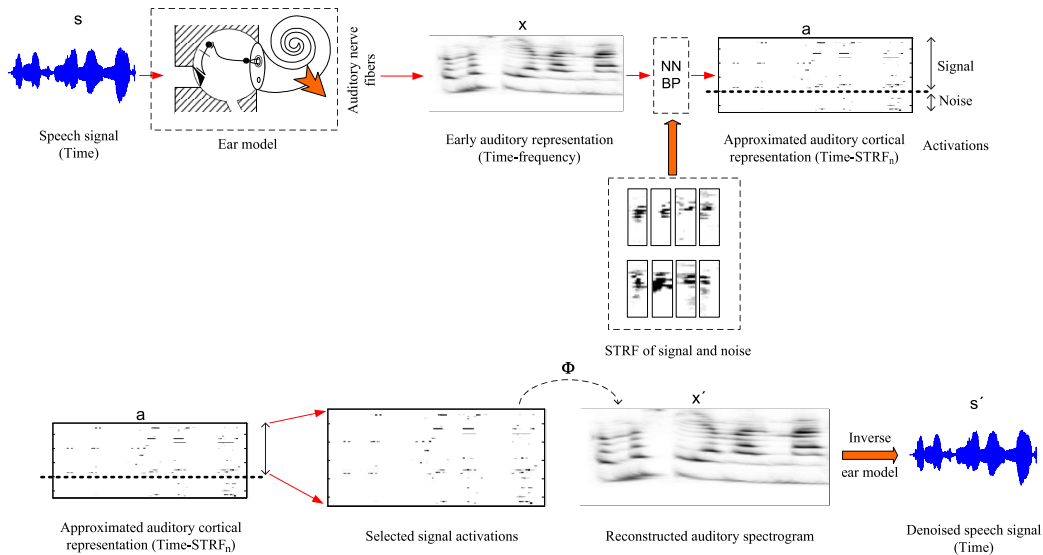 s
x
a
Auditory nerve
fibers
NN
BP
Signal
Noise
Speech signal
(Time)
Ear model
Early auditory representation
(Time-frequency)
Approximated auditory cortical
representation (Time-STRFn)
Activations
STRF of signal and noise
Φ
a
x´
s´
Inverse
ear model
Approximated auditory cortical
representation (Time-STRFn)
Selected signal activations
Reconstructed auditory spectrogram
Denoised speech signal
(Time)